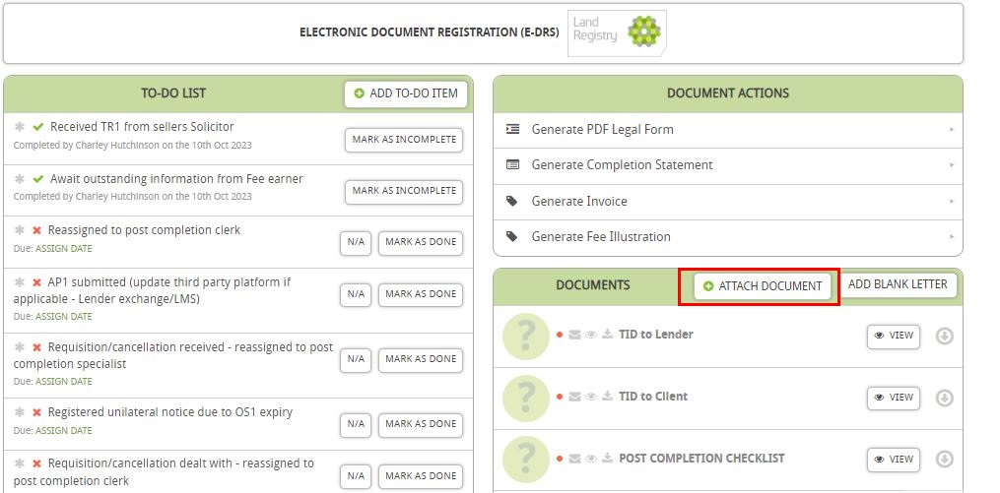 ELECTRONIC DOCUMENT REGISTRATION (E-DRS)
Land
Registry
TO-DO LIST
ADD TO-DO ITEM
Received TR1 from sellers Solicitor
Completed by Charley Hutchinson on the 10th Oct 2023
MARK AS INCOMPLETE
Await outstanding information from Fee earner
Completed by Charley Hutchinson on the 10th Oct 2023
MARK AS INCOMPLETE
Reassigned to post completion clerk
Due: ASSIGN DATE
N/A
MARK AS DONE
AP1 submitted (update third party platform if
applicable - Lender exchange/LMS)
Due: ASSIGN DATE
N/A
MARK AS DONE
Requisition/cancellation received - reassigned to post
completion specialist
Due: ASSIGN DATE
N/A
MARK AS DONE
Registered unilateral notice due to OS1 expiry
Due: ASSIGN DATE
N/A
MARK AS DONE
Requisition/cancellation dealt with - reassigned to
post completion clerk
N/A
MARK AS DONE
DOCUMENT ACTIONS
Generate PDF Legal Form
Generate Completion Statement
Generate Invoice
Generate Fee Illustration
DOCUMENTS
ATTACH DOCUMENT
ADD BLANK LETTER
?
TID to Lender
VIEW
?
TID to Client
VIEW
?
POST COMPLETION CHECKLIST
VIEW